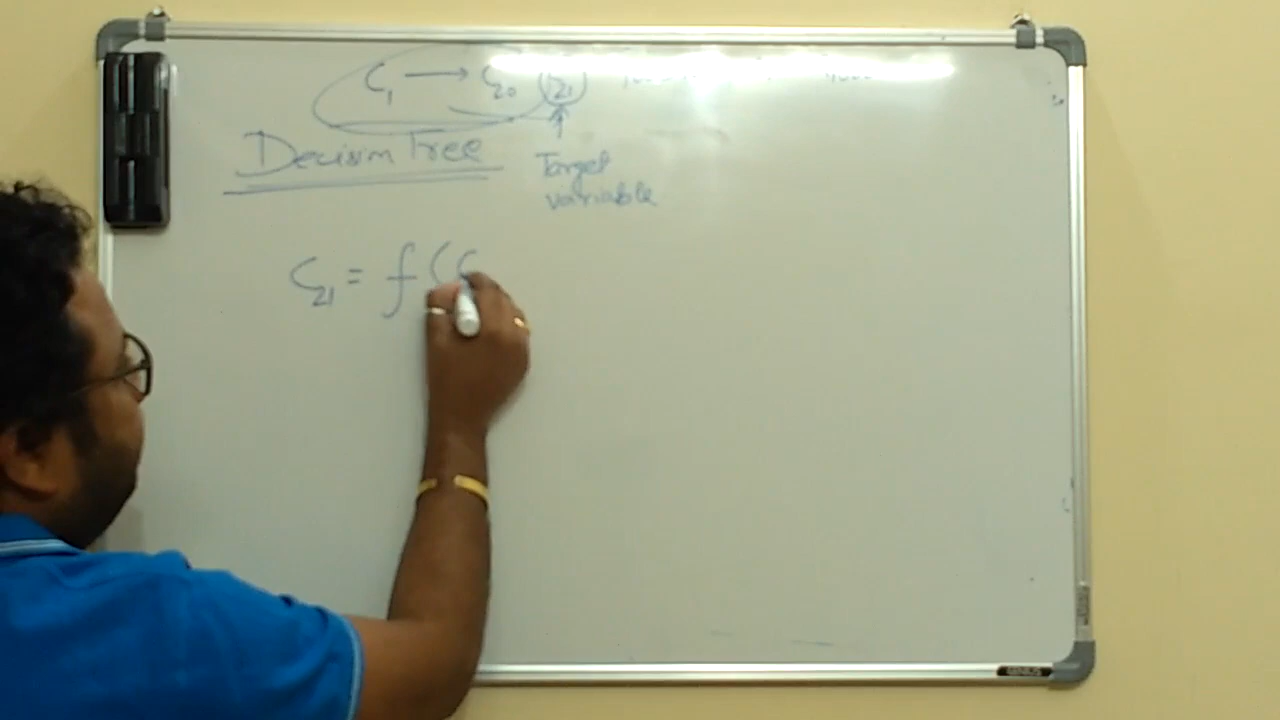 C₁ → C₂₀ C₂₁
Decision Tree
Target
variable
C₂₁ = f (C